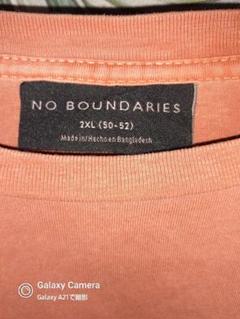 NO BOUNDARIES
2XL (50-52)
Made in/Hecho en Bangladesh
Galaxy Camera
Galaxy A21で撮影